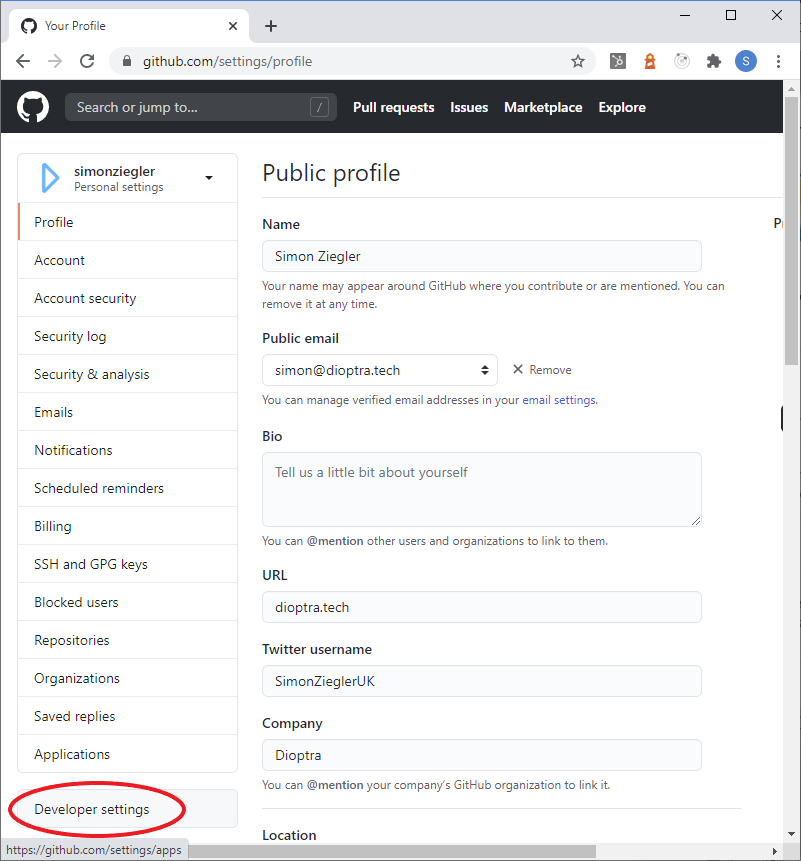 Your Profile
github.com/settings/profile
S
Search or jump to...
/
Pull requests
Issues
Marketplace
Explore
simonziegler
Personal settings
Profile
Account
Account security
Security log
Security & analysis
Emails
Notifications
Scheduled reminders
Billing
SSH and GPG keys
Blocked users
Repositories
Organizations
Saved replies
Applications
Developer settings
Public profile
Name
Simon Ziegler
Your name may appear around GitHub where you contribute or are mentioned. You can
remove it at any time.
Public email
simon@dioptra.tech
Remove
You can manage verified email addresses in your email settings.
Bio
Tell us a little bit about yourself
You can @mention other users and organizations to link to them.
URL
dioptra.tech
Twitter username
SimonZieglerUK
Company
Dioptra
You can @mention your company's GitHub organization to link it.
Location
https://github.com/settings/apps